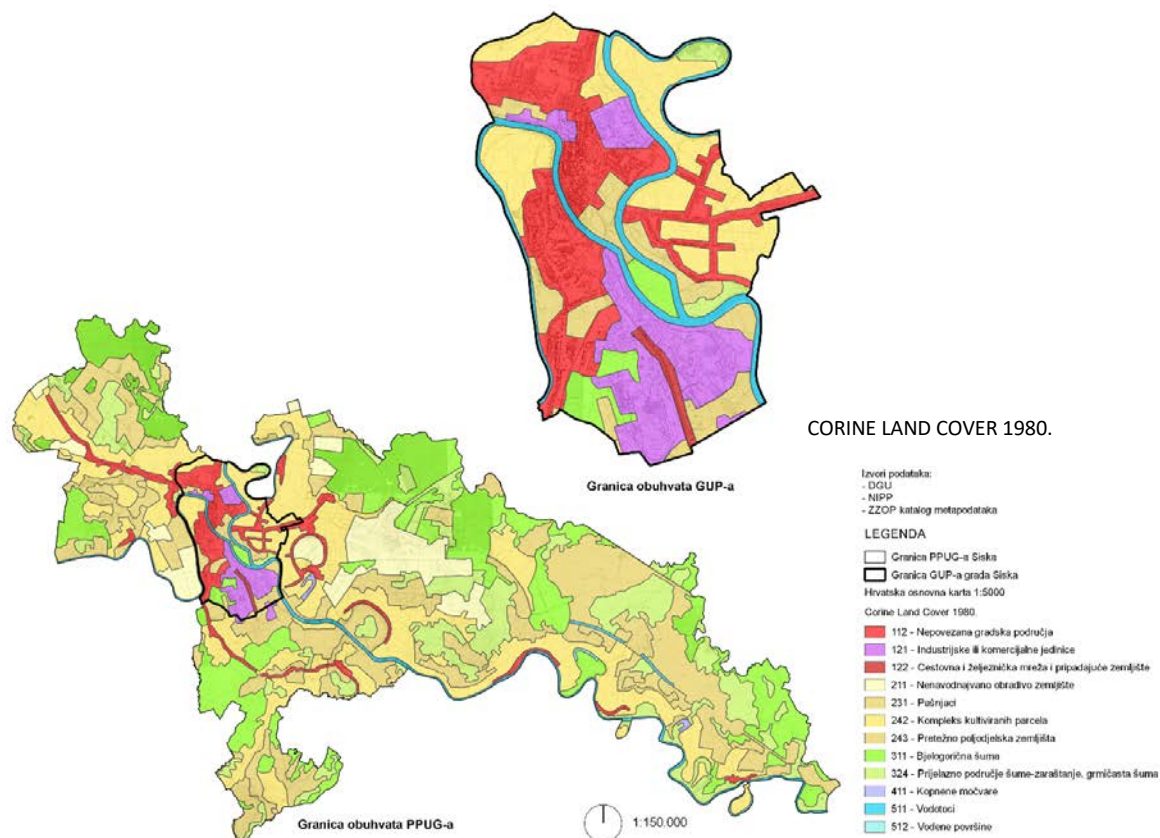 CORINE LAND COVER 1980.
Granica obuhvata GUP-a
Izvori podataka:
- DGU
- NIPP
- ZZOP katalog metapodataka
LEGENDA
Granica PPUG-a Siska
Granica GUP-a grada Siska
Hrvatska osnovna karta 1:5000
Corine Land Cover 1980.
112 - Nepovezana gradska područja
121 - Industrijske ili komercijalne jedinice
122 - Cestovna i željeznička mreža i pripadajuće zemljište
211 - Nenavodnjavano obradivo zemljište
231 - Pašnjaci
242 - Kompleks kultiviranih parcela
243 - Pretežno poljodjelska zemljišta
311 - Bjelogorična šuma
324 - Prijelazno područje šume-zaraštanje, grmičasta šuma
411 - Kopnene močvare
511 - Vodotoci
512 - Vodene površine
Granica obuhvata PPUG-a
1:150.000